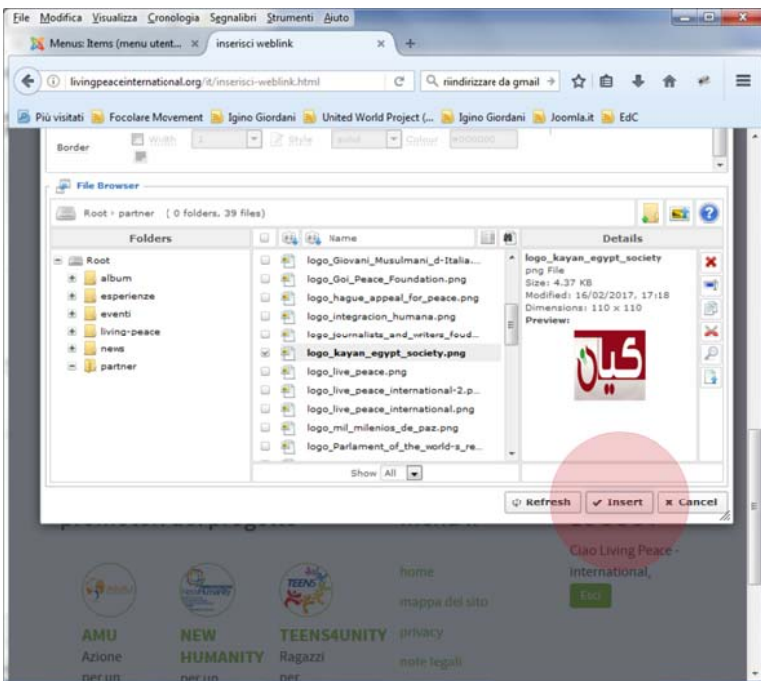 File Modifica Visualizza Cronologia Segnalibri Strumenti Aiuto
Menus: Items (menu utent... × inserisci weblink × +
livingpeaceinternational.org/it/inserisci-weblink.html riindirizzare da gmail
Più visitati Focolare Movement Igino Giordani United World Project (... Igino Giordani Joomla.it EdC
Border Width 1 Style solid Colour #000000
File Browser
Root › partner ( 0 folders, 39 files)
Folders Name Details
Root
album
esperienze
eventi
living-peace
news
partner
logo_Giovani_Musulmani_d-Italia...
logo_Goi_Peace_Foundation.png
logo_hague_appeal_for_peace.png
logo_integracion_humana.png
logo_journalists_and_writers_foud...
logo_kayan_egypt_society.png
logo_live_peace.png
logo_live_peace_international-2.p...
logo_live_peace_international.png
logo_mil_milenios_de_paz.png
logo_Parlament_of_the_world-s_re...
logo_kayan_egypt_society
png File
Size: 4.37 KB
Modified: 16/02/2017, 17:18
Dimensions: 110 x 110
Preview:
كيان
Show All
Refresh Insert Cancel
menu
Ciao Living Peace -
International,
Esci
home
mappa del sito
privacy
note legali
TEENS
AMU
Azione
per un
NEW
HUMANITY
per un
TEENS4UNITY
Ragazzi
per